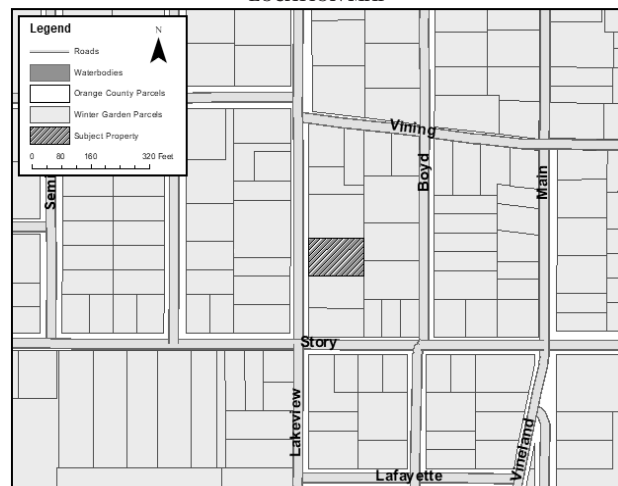 Legend
N
Roads
Waterbodies
Orange County Parcels
Winter Garden Parcels
Subject Property
0 80 160 320 Feet
Vining
Boyd
Main
Story
Lakeview
Vineland
Lafayette